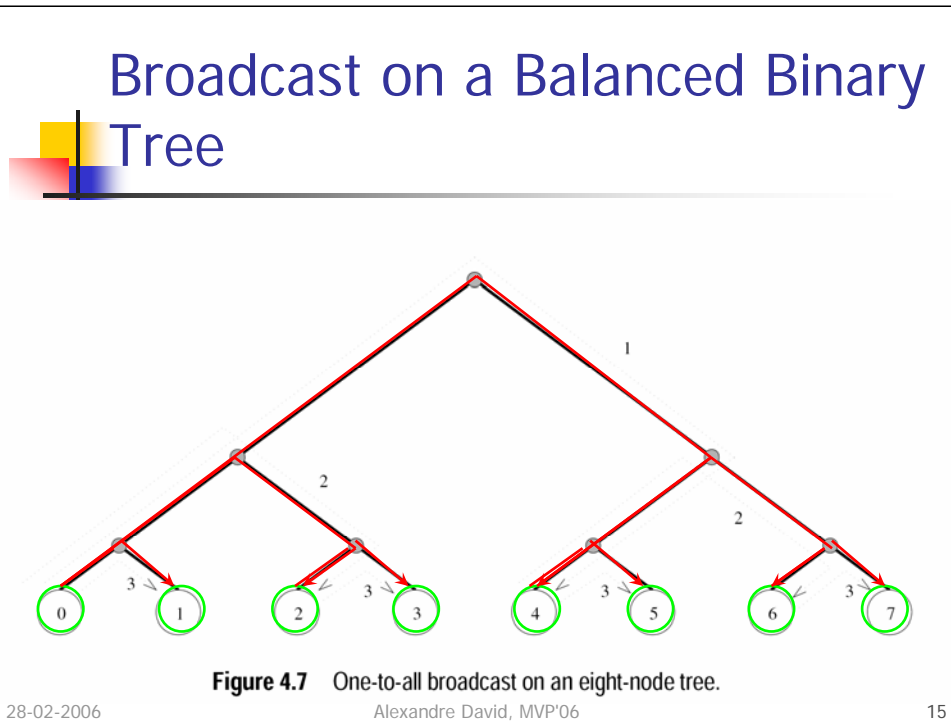 Broadcast on a Balanced Binary
Tree
1
2
2
3
3
3
3
0 1 2 3 4 5 6 7
Figure 4.7 One-to-all broadcast on an eight-node tree.
28-02-2006 Alexandre David, MVP'06 15